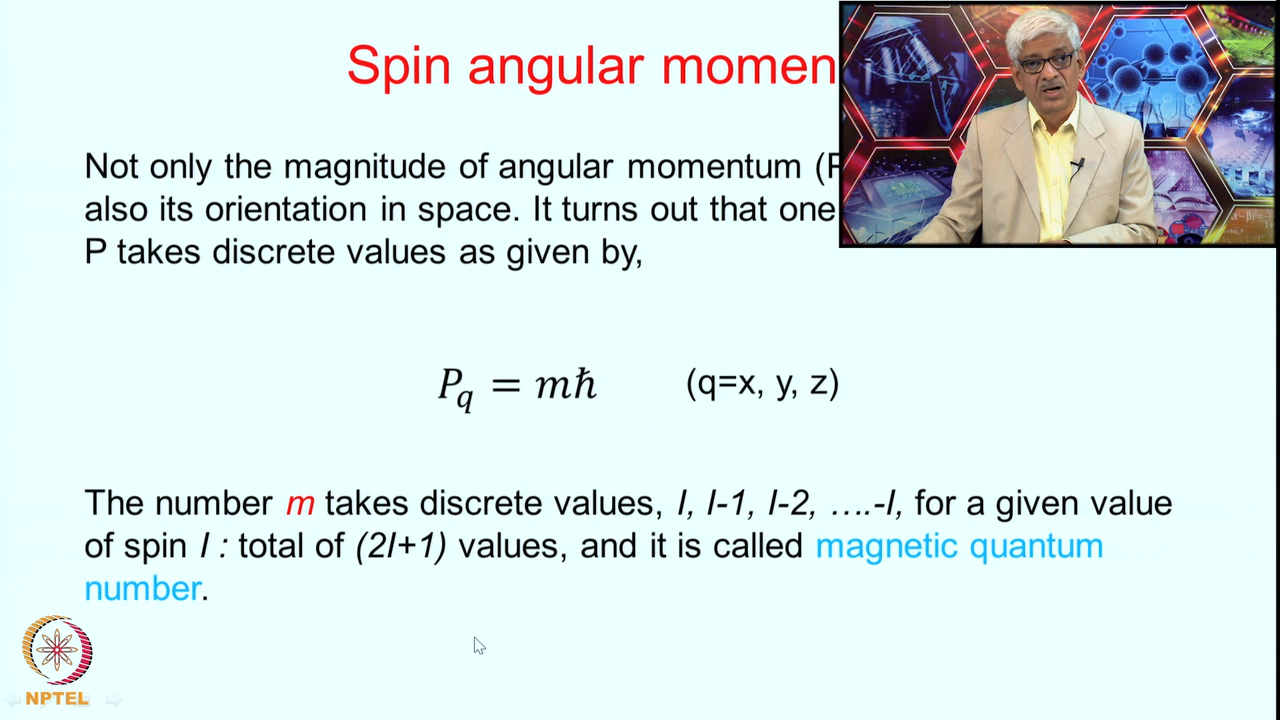 Spin angular momen
Not only the magnitude of angular momentum (P
also its orientation in space. It turns out that one
P takes discrete values as given by,
P_q = mħ (q=x, y, z)
The number m takes discrete values, I, I-1, I-2, ….-I, for a given value
of spin I : total of (2I+1) values, and it is called magnetic quantum
number.
NPTEL